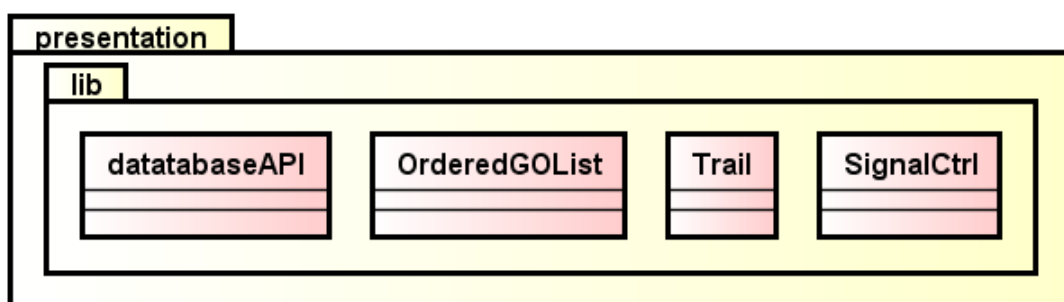 presentation
lib
datatabaseAPI
OrderedGOList
Trail
SignalCtrl